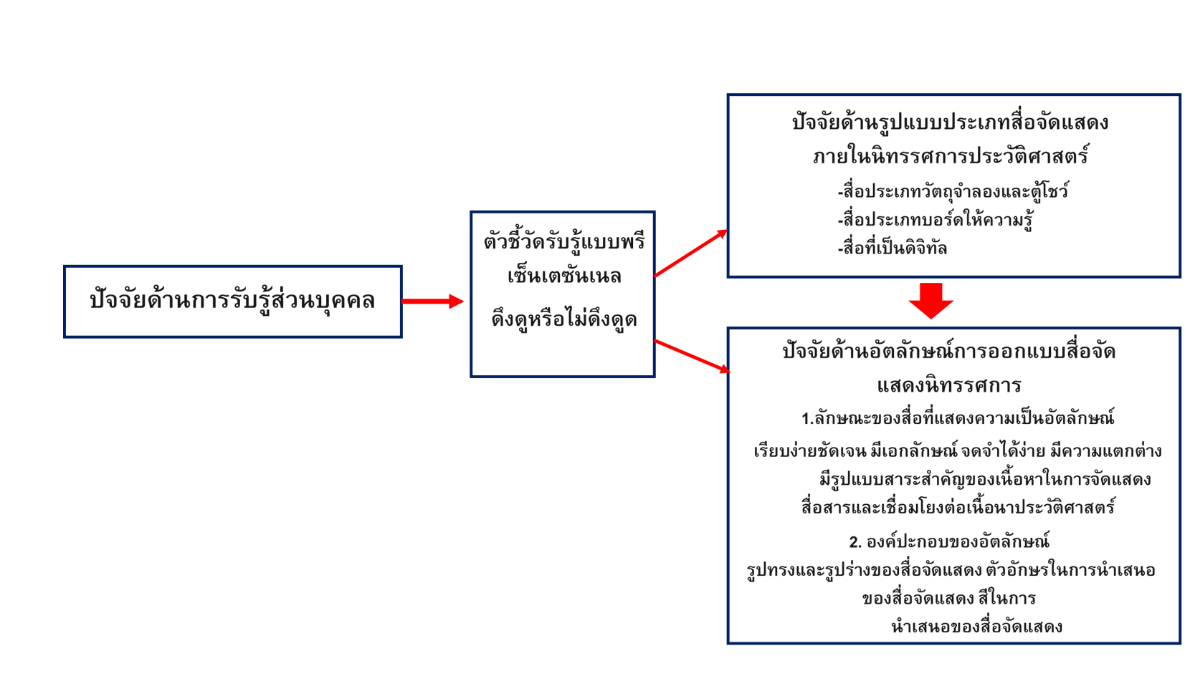 ปัจจัยด้านการรับรู้ส่วนบุคคล
ตัวชี้วัดรับรู้แบบพรี
เซ็นเตชันเนล
ดึงดูหรือไม่ดึงดูด
ปัจจัยด้านรูปแบบประเภทสื่อจัดแสดง
ภายในนิทรรศการประวัติศาสตร์
-สื่อประเภทวัตถุจำลองและตู้โชว์
-สื่อประเภทบอร์ดให้ความรู้
-สื่อที่เป็นดิจิทัล
ปัจจัยด้านอัตลักษณ์การออกแบบสื่อจัด
แสดงนิทรรศการ
1.ลักษณะของสื่อที่แสดงความเป็นอัตลักษณ์
เรียบง่ายชัดเจน มีเอกลักษณ์ จดจำได้ง่าย มีความแตกต่าง
มีรูปแบบสาระสำคัญของเนื้อหาในการจัดแสดง
สื่อสารและเชื่อมโยงต่อเนื้อนาประวัติศาสตร์
2. องค์ปะกอบของอัตลักษณ์
รูปทรงและรูปร่างของสื่อจัดแสดง ตัวอักษรในการนำเสนอ
ของสื่อจัดแสดง สีในการ
นำเสนอของสื่อจัดแสดง